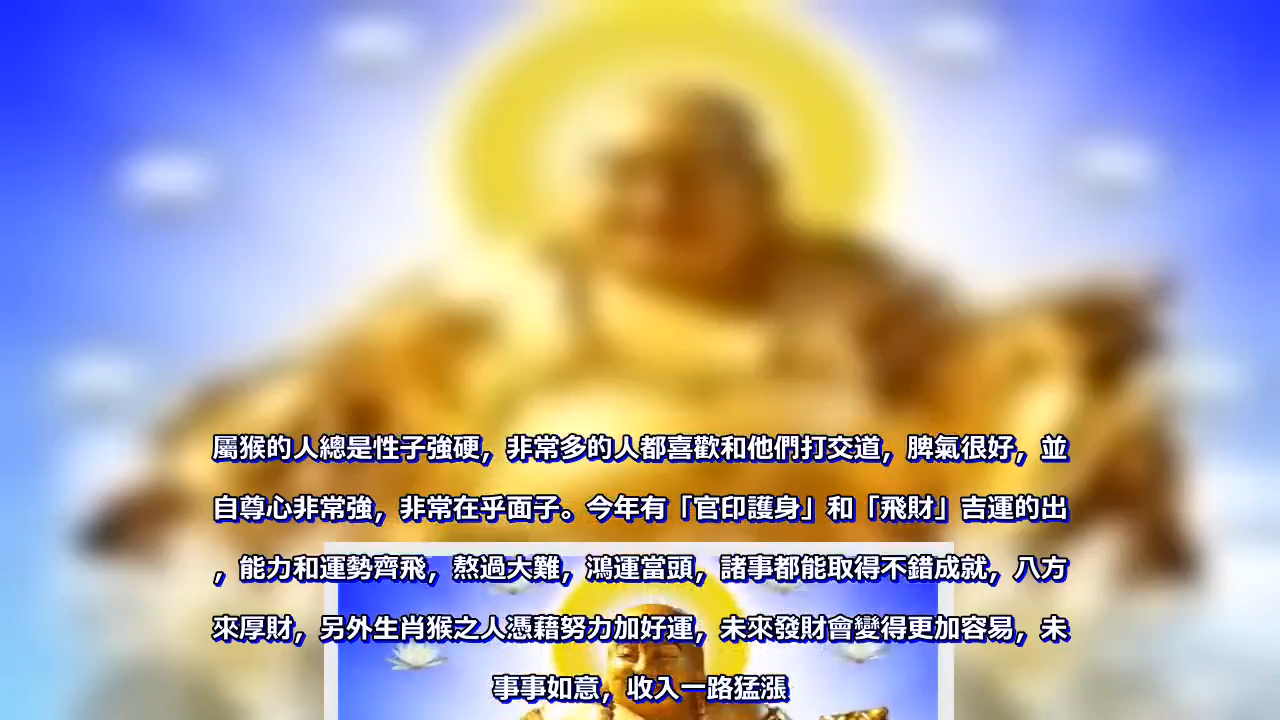 屬猴的人總是性子強硬，非常多的人都喜歡和他們打交道，脾氣很好，並
自尊心非常強，非常在乎面子。今年有「官印護身」和「飛財」吉運的出
，能力和運勢齊飛，熬過大難，鴻運當頭，諸事都能取得不錯成就，八方
來厚財，另外生肖猴之人憑藉努力加好運，未來發財會變得更加容易，未
事事如意，收入一路猛漲